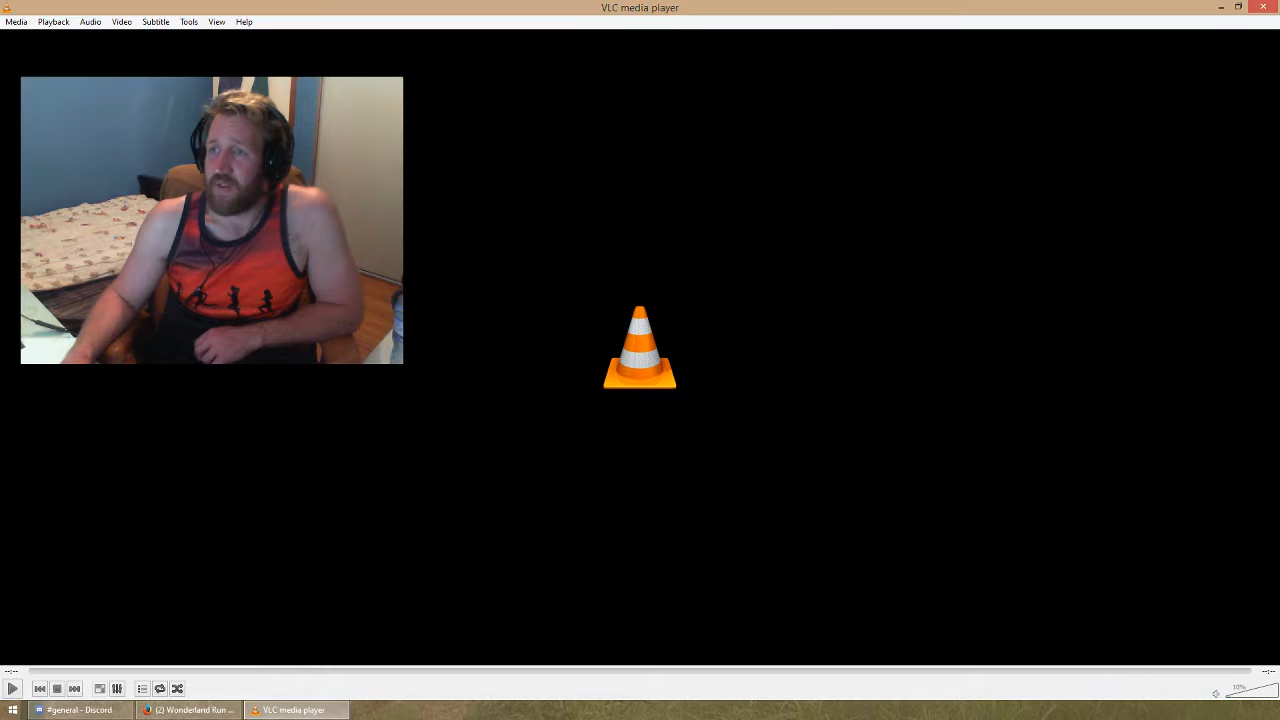 VLC media player
Media Playback Audio Video Subtitle Tools View Help
--:-- --:--
10%
#general - Discord (2) Wonderland Run ... VLC media player